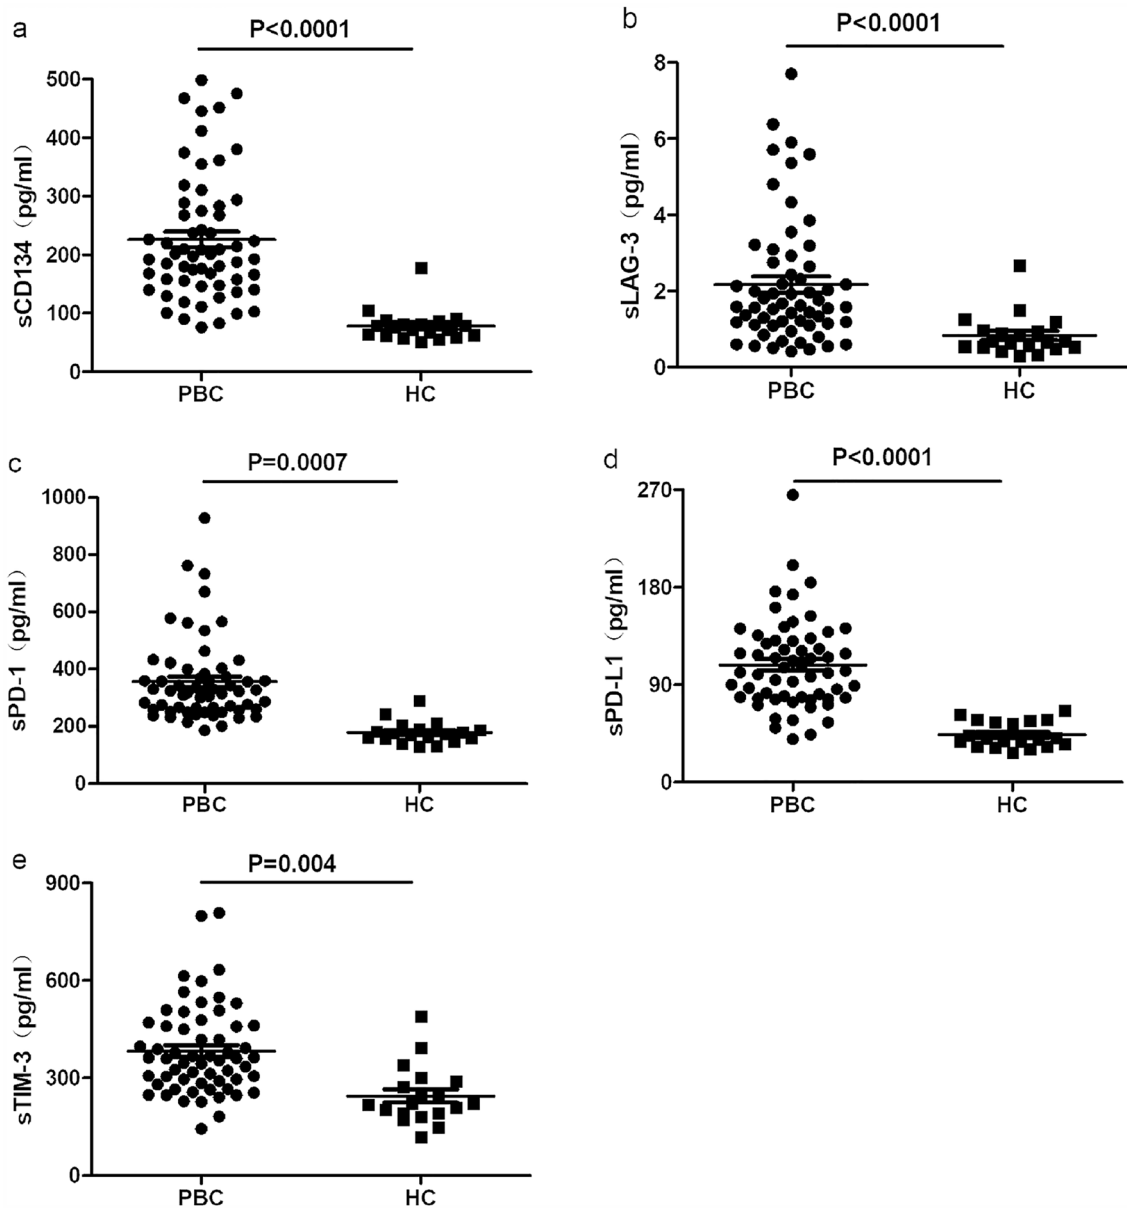 a
P<0.0001
500
400
300
200
100
0
sCD134（pg/ml）
PBC HC
b
P<0.0001
8
6
4
2
0
sLAG-3（pg/ml）
PBC HC
c
P=0.0007
1000
800
600
400
200
0
sPD-1（pg/ml）
PBC HC
d
P<0.0001
270
180
90
0
sPD-L1（pg/ml）
PBC HC
e
P=0.004
900
600
300
0
sTIM-3（pg/ml）
PBC HC